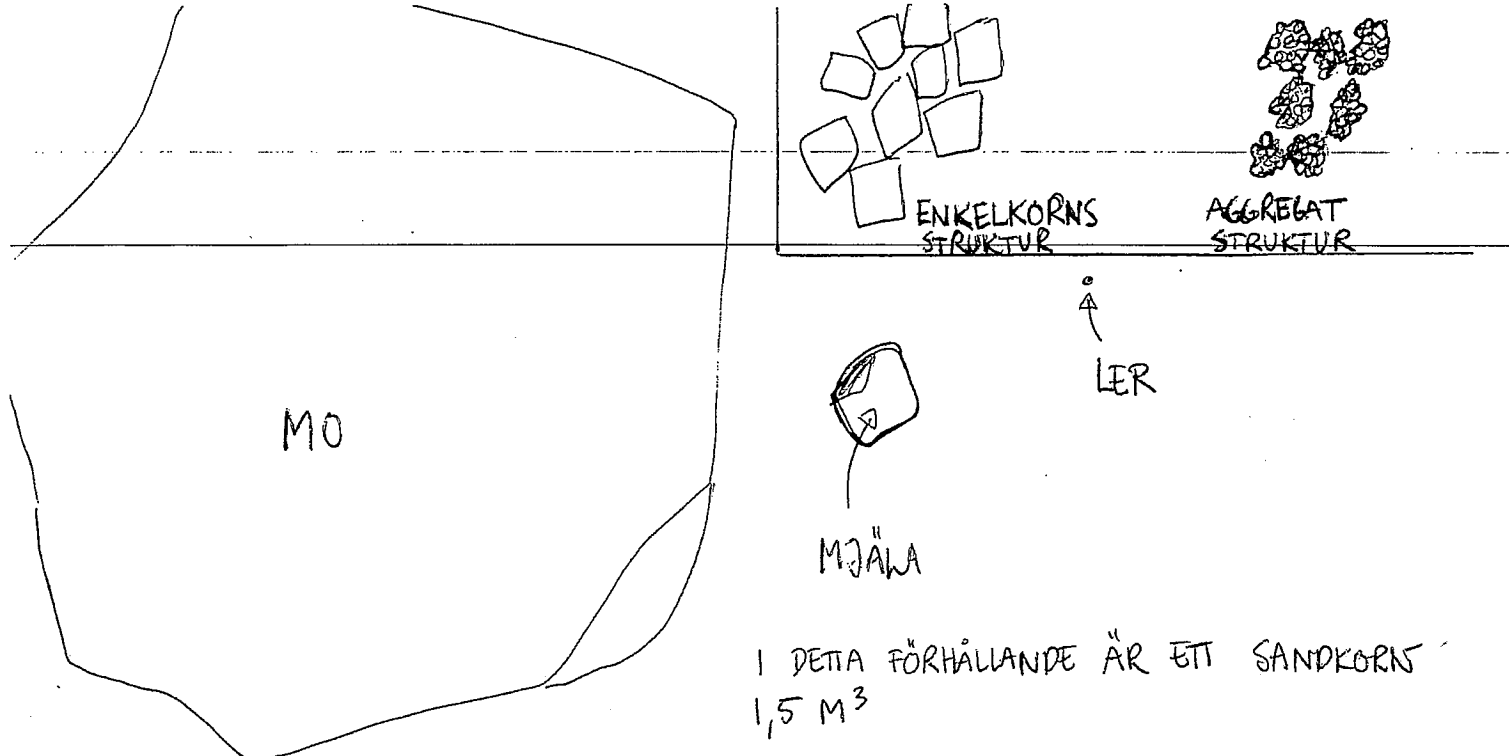 ENKELKORNS
STRUKTUR
AGGREGAT
STRUKTUR
LER
MO
MJÄLA
I DETTA FÖRHÅLLANDE ÄR ETT SANDKORN
1,5 M³